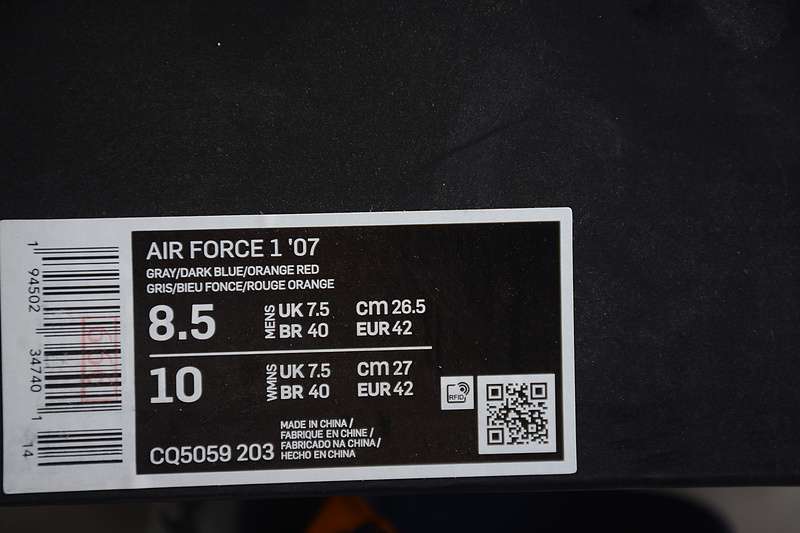 AIR FORCE 1 '07
GRAY/DARK BLUE/ORANGE RED
GRIS/BIEU FONCE/ROUGE ORANGE
8.5 MENS UK 7.5 cm 26.5
BR 40 EUR 42
10 WMNS UK 7.5 cm 27
BR 40 EUR 42
RFID
CQ5059 203
MADE IN CHINA /
FABRIQUE EN CHINE /
FABRICADO NA CHINA /
HECHO EN CHINA
1 94502 34740 1 14